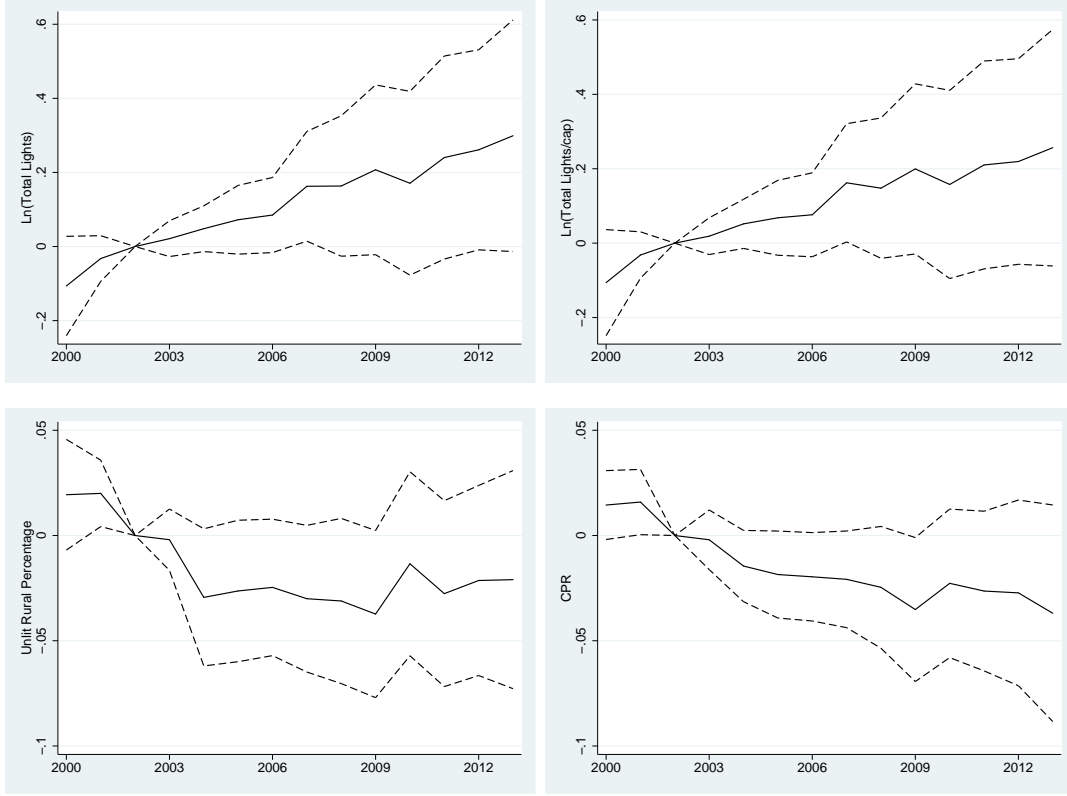 Ln(Total Lights)
.6
.4
.2
0
−.2
2000 2003 2006 2009 2012
Ln(Total Lights/cap)
.6
.4
.2
0
−.2
2000 2003 2006 2009 2012
Unlit Rural Percentage
.05
0
−.05
−.1
2000 2003 2006 2009 2012
CPR
.05
0
−.05
−.1
2000 2003 2006 2009 2012